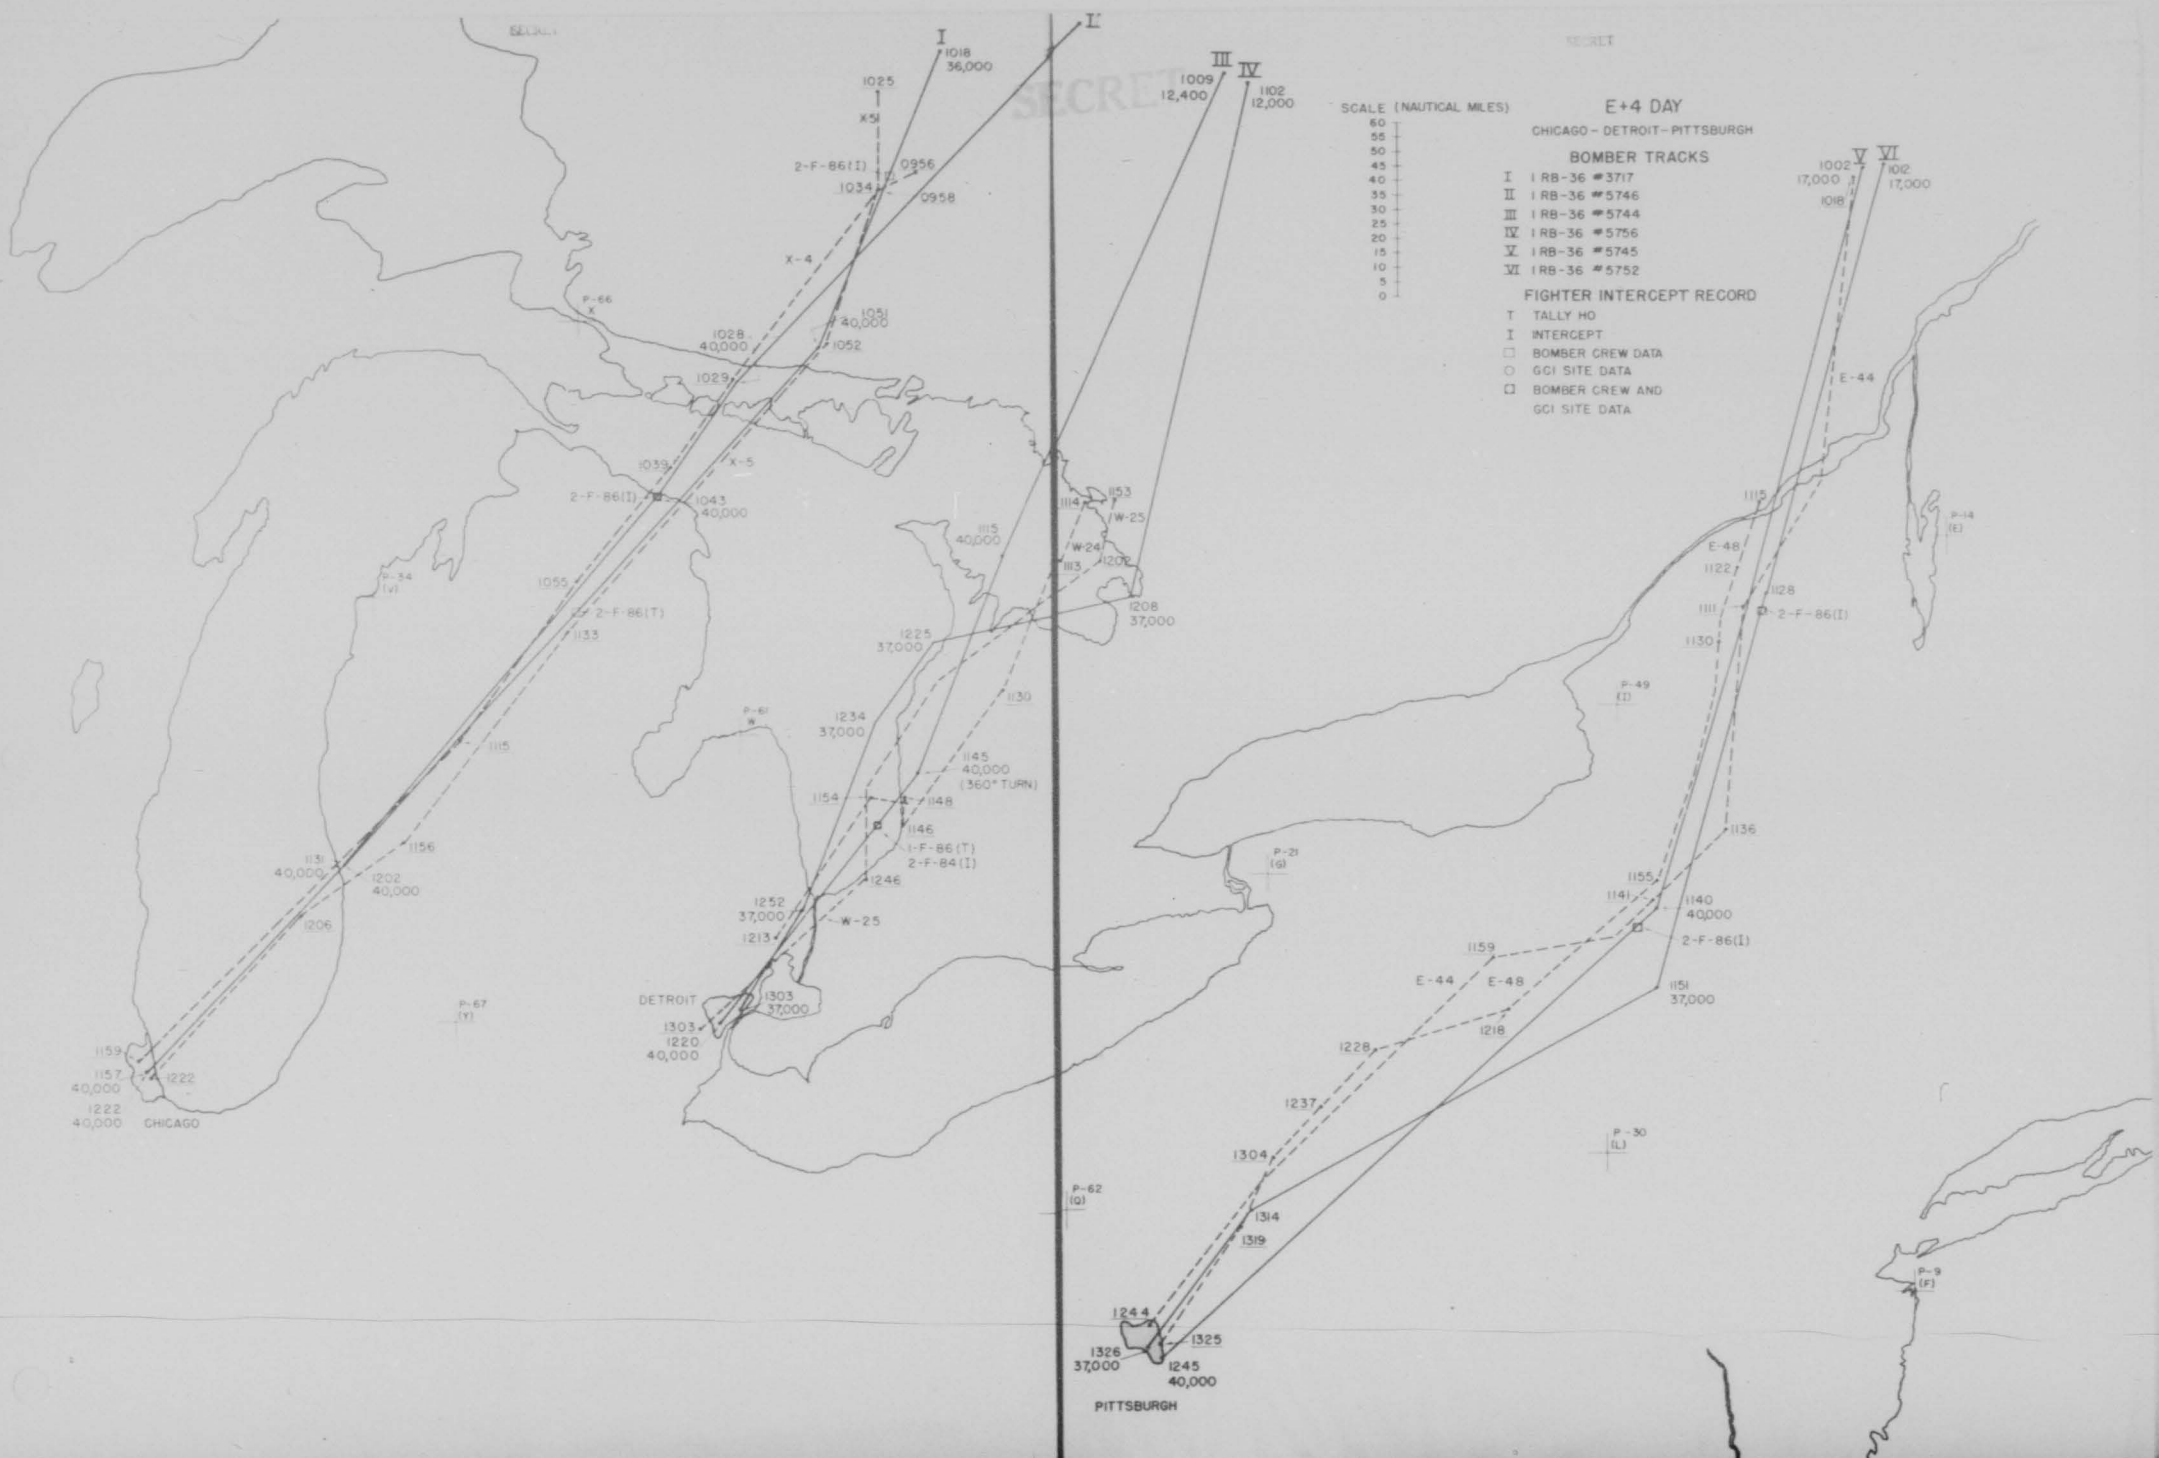 SECRET
SECRET
SECRET
I
1018
36,000
1025
X5
2-F-86(I)
0956
1034
0958
X-4
P-66
X
1051
40,000
1052
1028
40,000
1029
1039
X-5
2-F-86(I)
1043
40,000
P-34
(V)
1055
2-F-86(T)
1133
1115
1156
1131
40,000
1202
40,000
1206
P-67
(Y)
1159
1157
40,000
1222
1222
40,000
CHICAGO
III
1009
12,400
IV
1102
12,000
1114
1153
W-25
1115
40,000
W-24
1113
1202
1208
37,000
1225
37,000
1130
P-61
W
1234
37,000
1145
40,000
(360° TURN)
1154
1148
1146
1-F-86(T)
2-F-84(I)
1246
1252
37,000
W-25
1213
DETROIT
1303
37,000
1303
1220
40,000
SCALE (NAUTICAL MILES)
60
55
50
45
40
35
30
25
20
15
10
5
0
E+4 DAY
CHICAGO - DETROIT - PITTSBURGH
BOMBER TRACKS
I 1 RB-36 #3717
II 1 RB-36 #5746
III 1 RB-36 #5744
IV 1 RB-36 #5756
V 1 RB-36 #5745
VI 1 RB-36 #5752
FIGHTER INTERCEPT RECORD
T TALLY HO
I INTERCEPT
□ BOMBER CREW DATA
○ GCI SITE DATA
BOMBER CREW AND
GCI SITE DATA
V
1002
17,000
1018
VI
1012
17,000
E-44
P-14
(E)
1115
E-48
1122
1111
1128
2-F-86(I)
1130
P-49
(I)
1136
P-21
(G)
1155
1141
1140
40,000
2-F-86(I)
1159
E-44
E-48
1151
37,000
1218
1228
1237
1304
P-30
(L)
P-62
(Q)
1314
1319
P-9
(F)
1244
1325
1326
37,000
1245
40,000
PITTSBURGH